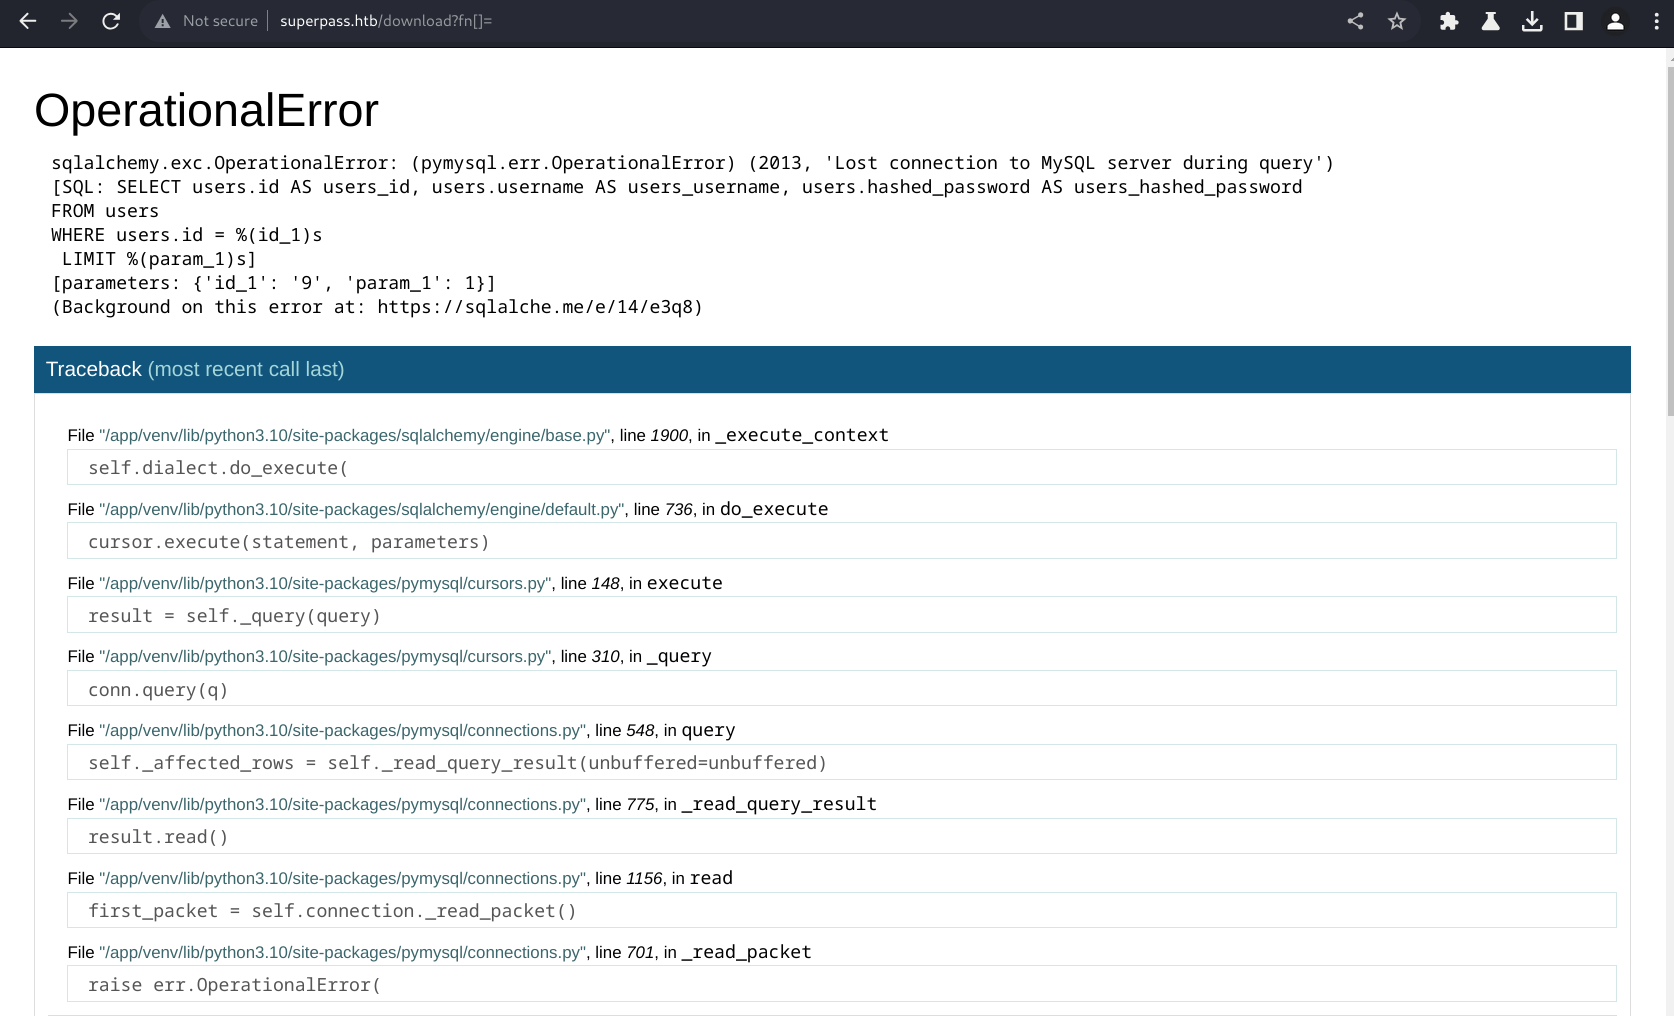 Not secure superpass.htb/download?fn[]=
OperationalError
sqlalchemy.exc.OperationalError: (pymysql.err.OperationalError) (2013, 'Lost connection to MySQL server during query')
[SQL: SELECT users.id AS users_id, users.username AS users_username, users.hashed_password AS users_hashed_password
FROM users
WHERE users.id = %(id_1)s
 LIMIT %(param_1)s]
[parameters: {'id_1': '9', 'param_1': 1}]
(Background on this error at: https://sqlalche.me/e/14/e3q8)
Traceback (most recent call last)
File "/app/venv/lib/python3.10/site-packages/sqlalchemy/engine/base.py", line 1900, in _execute_context
self.dialect.do_execute(
File "/app/venv/lib/python3.10/site-packages/sqlalchemy/engine/default.py", line 736, in do_execute
cursor.execute(statement, parameters)
File "/app/venv/lib/python3.10/site-packages/pymysql/cursors.py", line 148, in execute
result = self._query(query)
File "/app/venv/lib/python3.10/site-packages/pymysql/cursors.py", line 310, in _query
conn.query(q)
File "/app/venv/lib/python3.10/site-packages/pymysql/connections.py", line 548, in query
self._affected_rows = self._read_query_result(unbuffered=unbuffered)
File "/app/venv/lib/python3.10/site-packages/pymysql/connections.py", line 775, in _read_query_result
result.read()
File "/app/venv/lib/python3.10/site-packages/pymysql/connections.py", line 1156, in read
first_packet = self.connection._read_packet()
File "/app/venv/lib/python3.10/site-packages/pymysql/connections.py", line 701, in _read_packet
raise err.OperationalError(